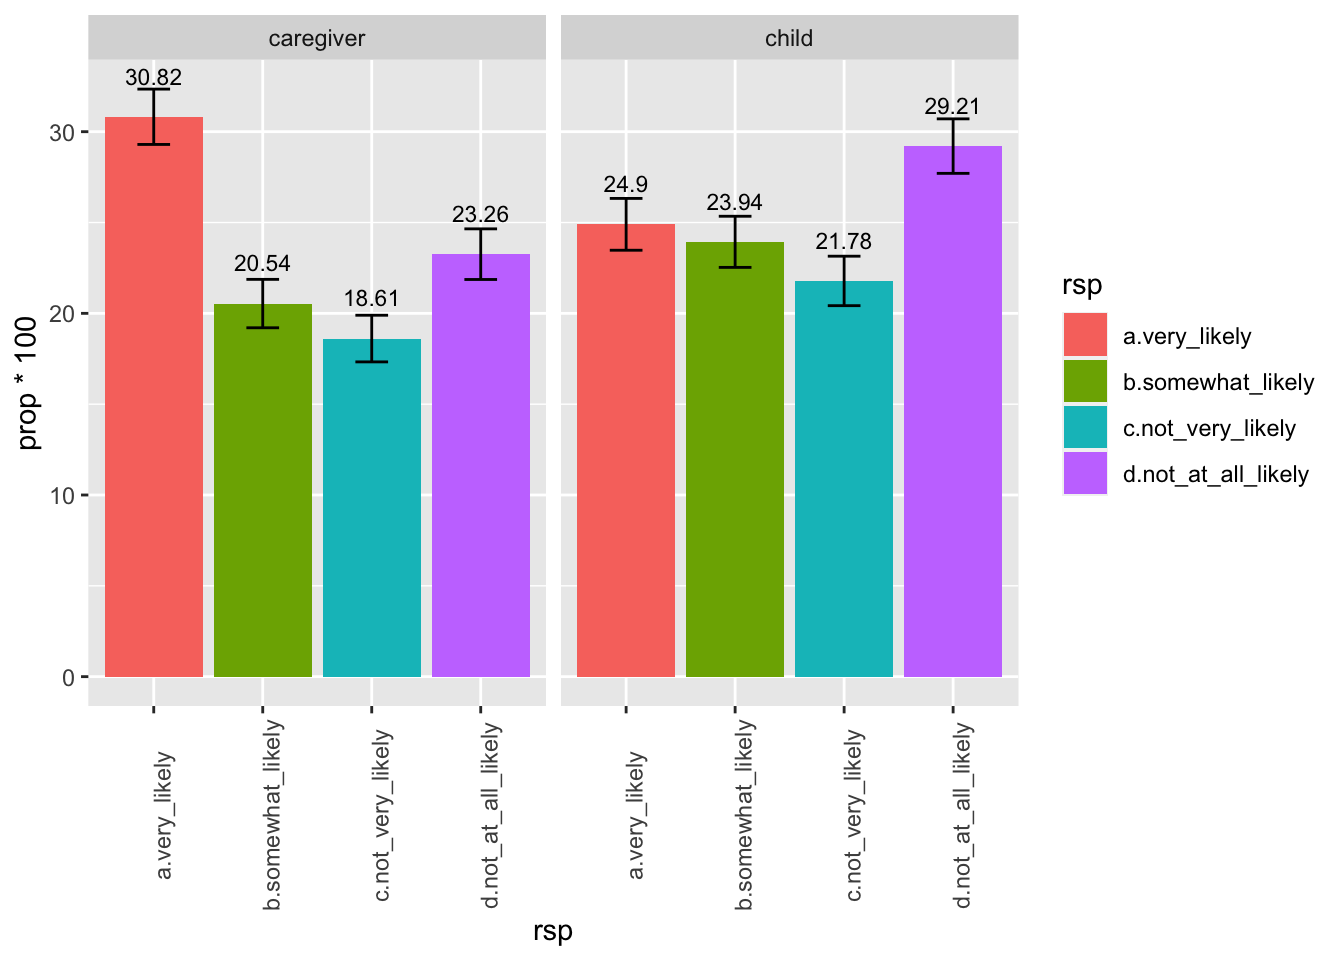 caregiver
child
30.82
20.54
18.61
23.26
24.9
23.94
21.78
29.21
30
20
10
0
prop * 100
a.very_likely
b.somewhat_likely
c.not_very_likely
d.not_at_all_likely
a.very_likely
b.somewhat_likely
c.not_very_likely
d.not_at_all_likely
rsp
rsp
a.very_likely
b.somewhat_likely
c.not_very_likely
d.not_at_all_likely